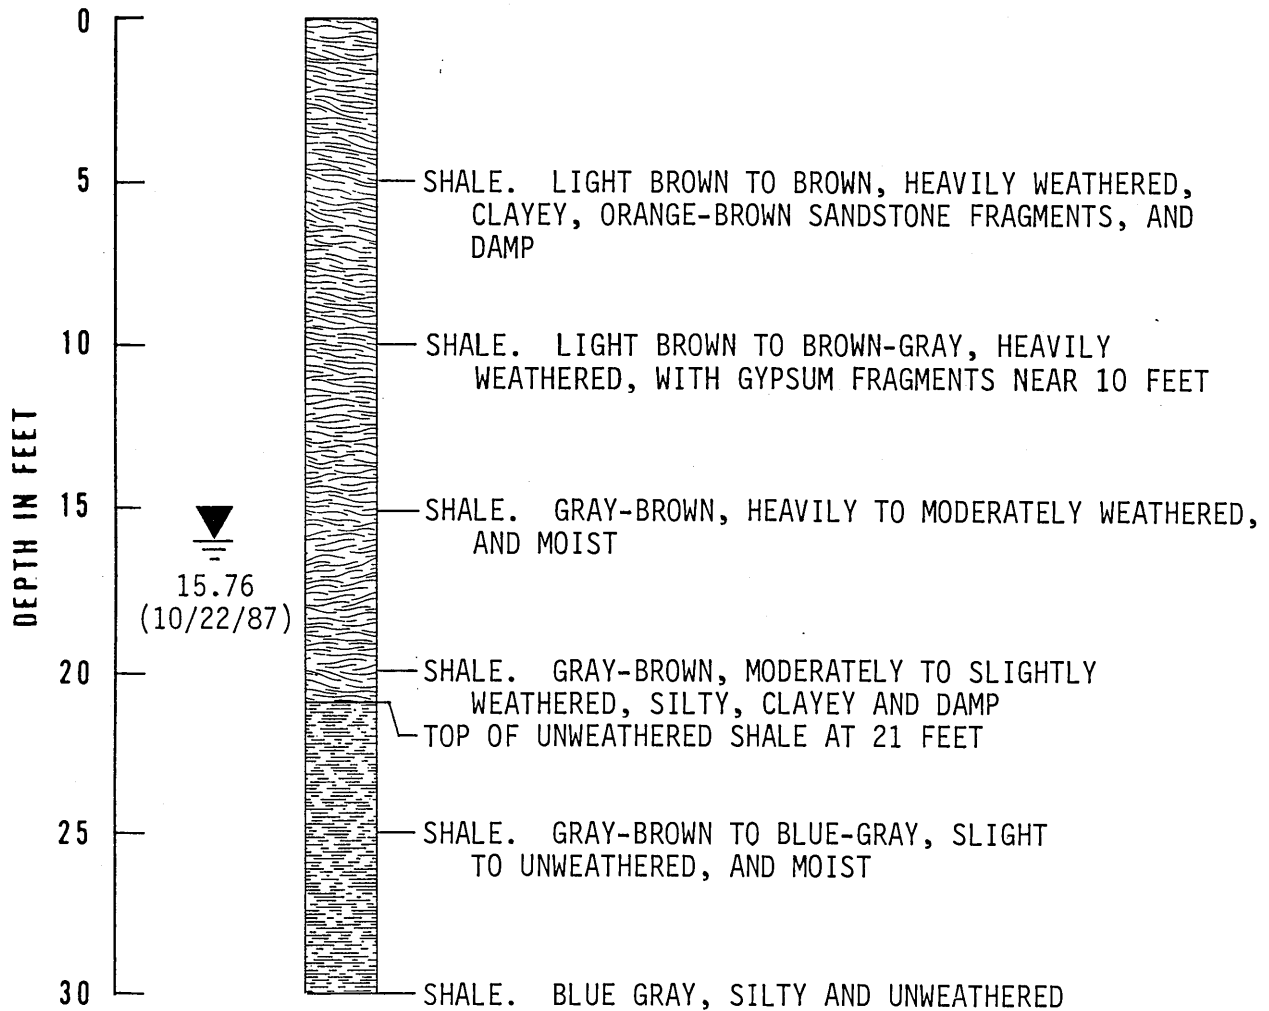 DEPTH IN FEET
0
5
SHALE. LIGHT BROWN TO BROWN, HEAVILY WEATHERED,
CLAYEY, ORANGE-BROWN SANDSTONE FRAGMENTS, AND
DAMP
10
SHALE. LIGHT BROWN TO BROWN-GRAY, HEAVILY
WEATHERED, WITH GYPSUM FRAGMENTS NEAR 10 FEET
15
SHALE. GRAY-BROWN, HEAVILY TO MODERATELY WEATHERED,
AND MOIST
15.76
(10/22/87)
20
SHALE. GRAY-BROWN, MODERATELY TO SLIGHTLY
WEATHERED, SILTY, CLAYEY AND DAMP
TOP OF UNWEATHERED SHALE AT 21 FEET
25
SHALE. GRAY-BROWN TO BLUE-GRAY, SLIGHT
TO UNWEATHERED, AND MOIST
30
SHALE. BLUE GRAY, SILTY AND UNWEATHERED